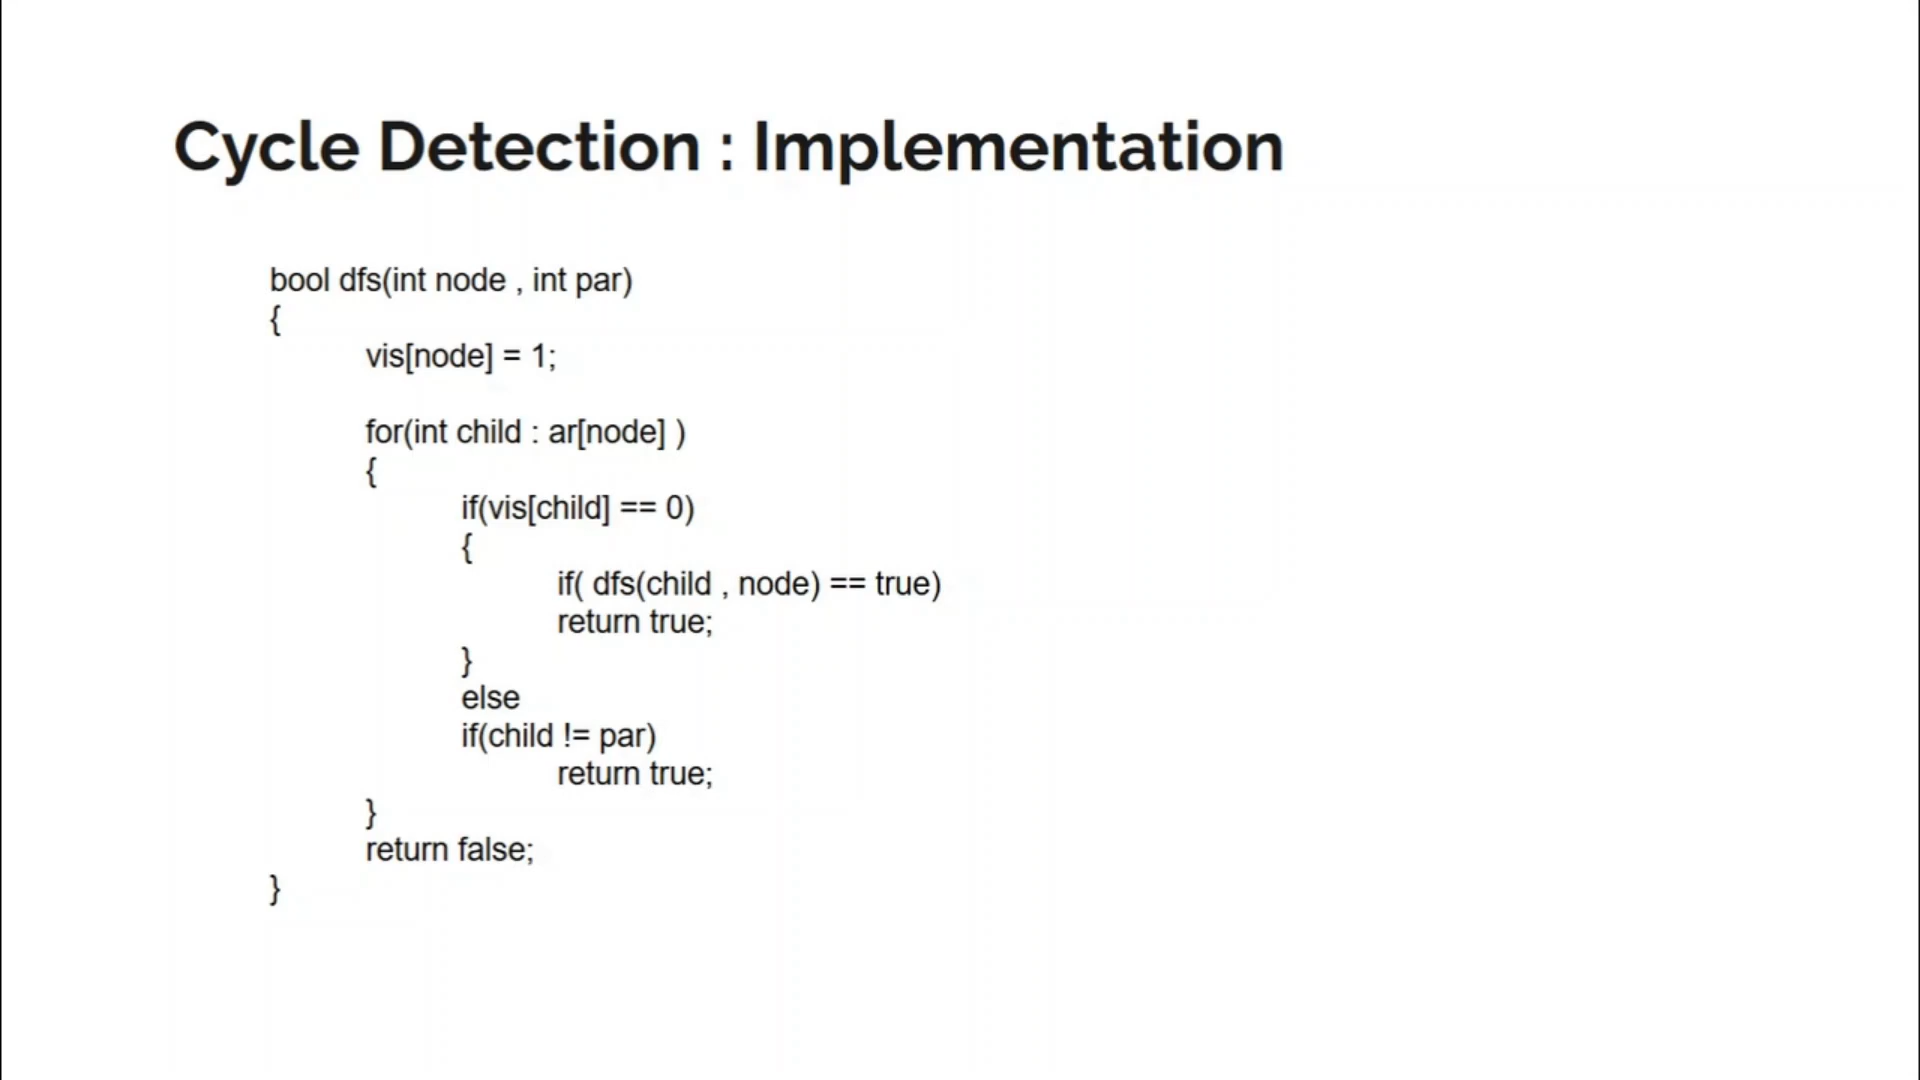 Cycle Detection : Implementation
bool dfs(int node , int par)
{
vis[node] = 1;
for(int child : ar[node] )
{
if(vis[child] == 0)
{
if( dfs(child , node) == true)
return true;
}
else
if(child != par)
return true;
}
return false;
}